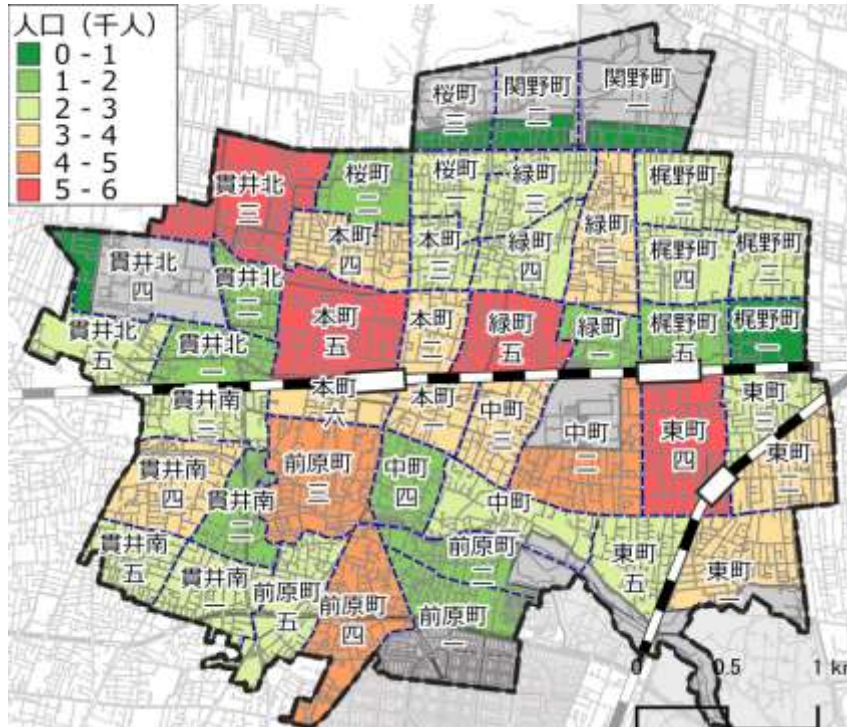 人口（千人）
0 - 1
1 - 2
2 - 3
3 - 4
4 - 5
5 - 6
桜町
三
関野町
二
関野町
一
貫井北
三
桜町
二
桜町
一
緑町
三
緑町
二
梶野町
三
本町
四
本町
三
緑町
四
梶野町
四
梶野町
二
貫井北
四
貫井北
二
本町
五
本町
二
緑町
五
緑町
一
梶野町
五
梶野町
一
貫井北
五
貫井北
一
貫井南
三
本町
六
本町
一
中町
三
中町
二
東町
四
東町
三
東町
二
貫井南
四
貫井南
二
前原町
三
中町
四
中町
貫井南
五
貫井南
一
前原町
五
前原町
四
前原町
二
前原町
一
東町
五
東町
一
0
0.5
1 km